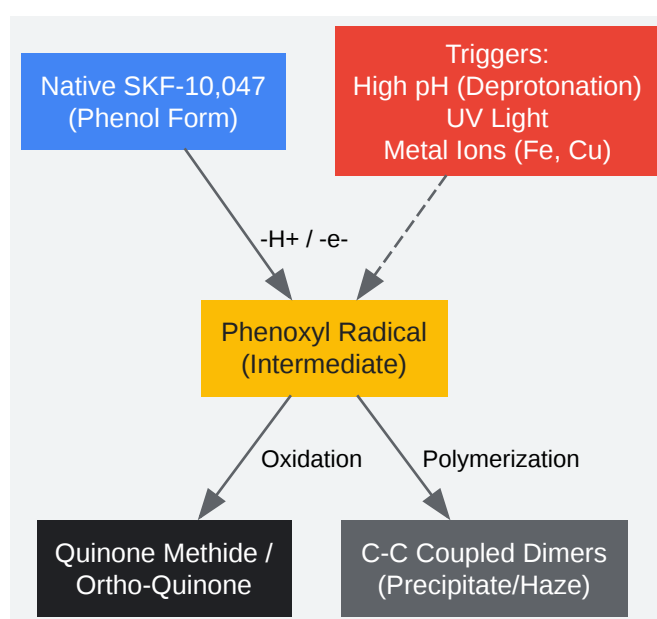 Native SKF-10,047
(Phenol Form)
Triggers:
High pH (Deprotonation)
UV Light
Metal Ions (Fe, Cu)
-H+ / -e-
Phenoxyl Radical
(Intermediate)
Oxidation
Polymerization
Quinone Methide /
Ortho-Quinone
C-C Coupled Dimers
(Precipitate/Haze)